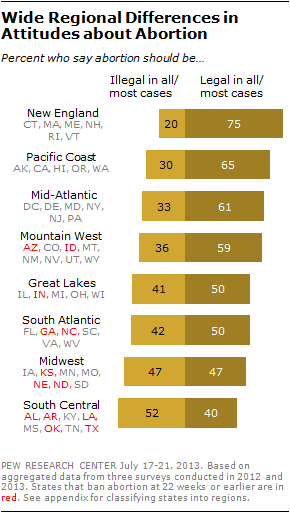 Wide Regional Differences in
Attitudes about Abortion
Percent who say abortion should be…
Illegal in all/ Legal in all/
most cases most cases
New England
CT, MA, ME, NH,
RI, VT
20 75
Pacific Coast
AK, CA, HI, OR, WA
30 65
Mid-Atlantic
DC, DE, MD, NY,
NJ, PA
33 61
Mountain West
AZ, CO, ID, MT,
NM, NV, UT, WY
36 59
Great Lakes
IL, IN, MI, OH, WI
41 50
South Atlantic
FL, GA, NC, SC,
VA, WV
42 50
Midwest
IA, KS, MN, MO,
NE, ND, SD
47 47
South Central
AL, AR, KY, LA,
MS, OK, TN, TX
52 40
PEW RESEARCH CENTER July 17-21, 2013. Based on
aggregated data from three surveys conducted in 2012 and
2013. States that ban abortion at 22 weeks or earlier are in
red. See appendix for classifying states into regions.